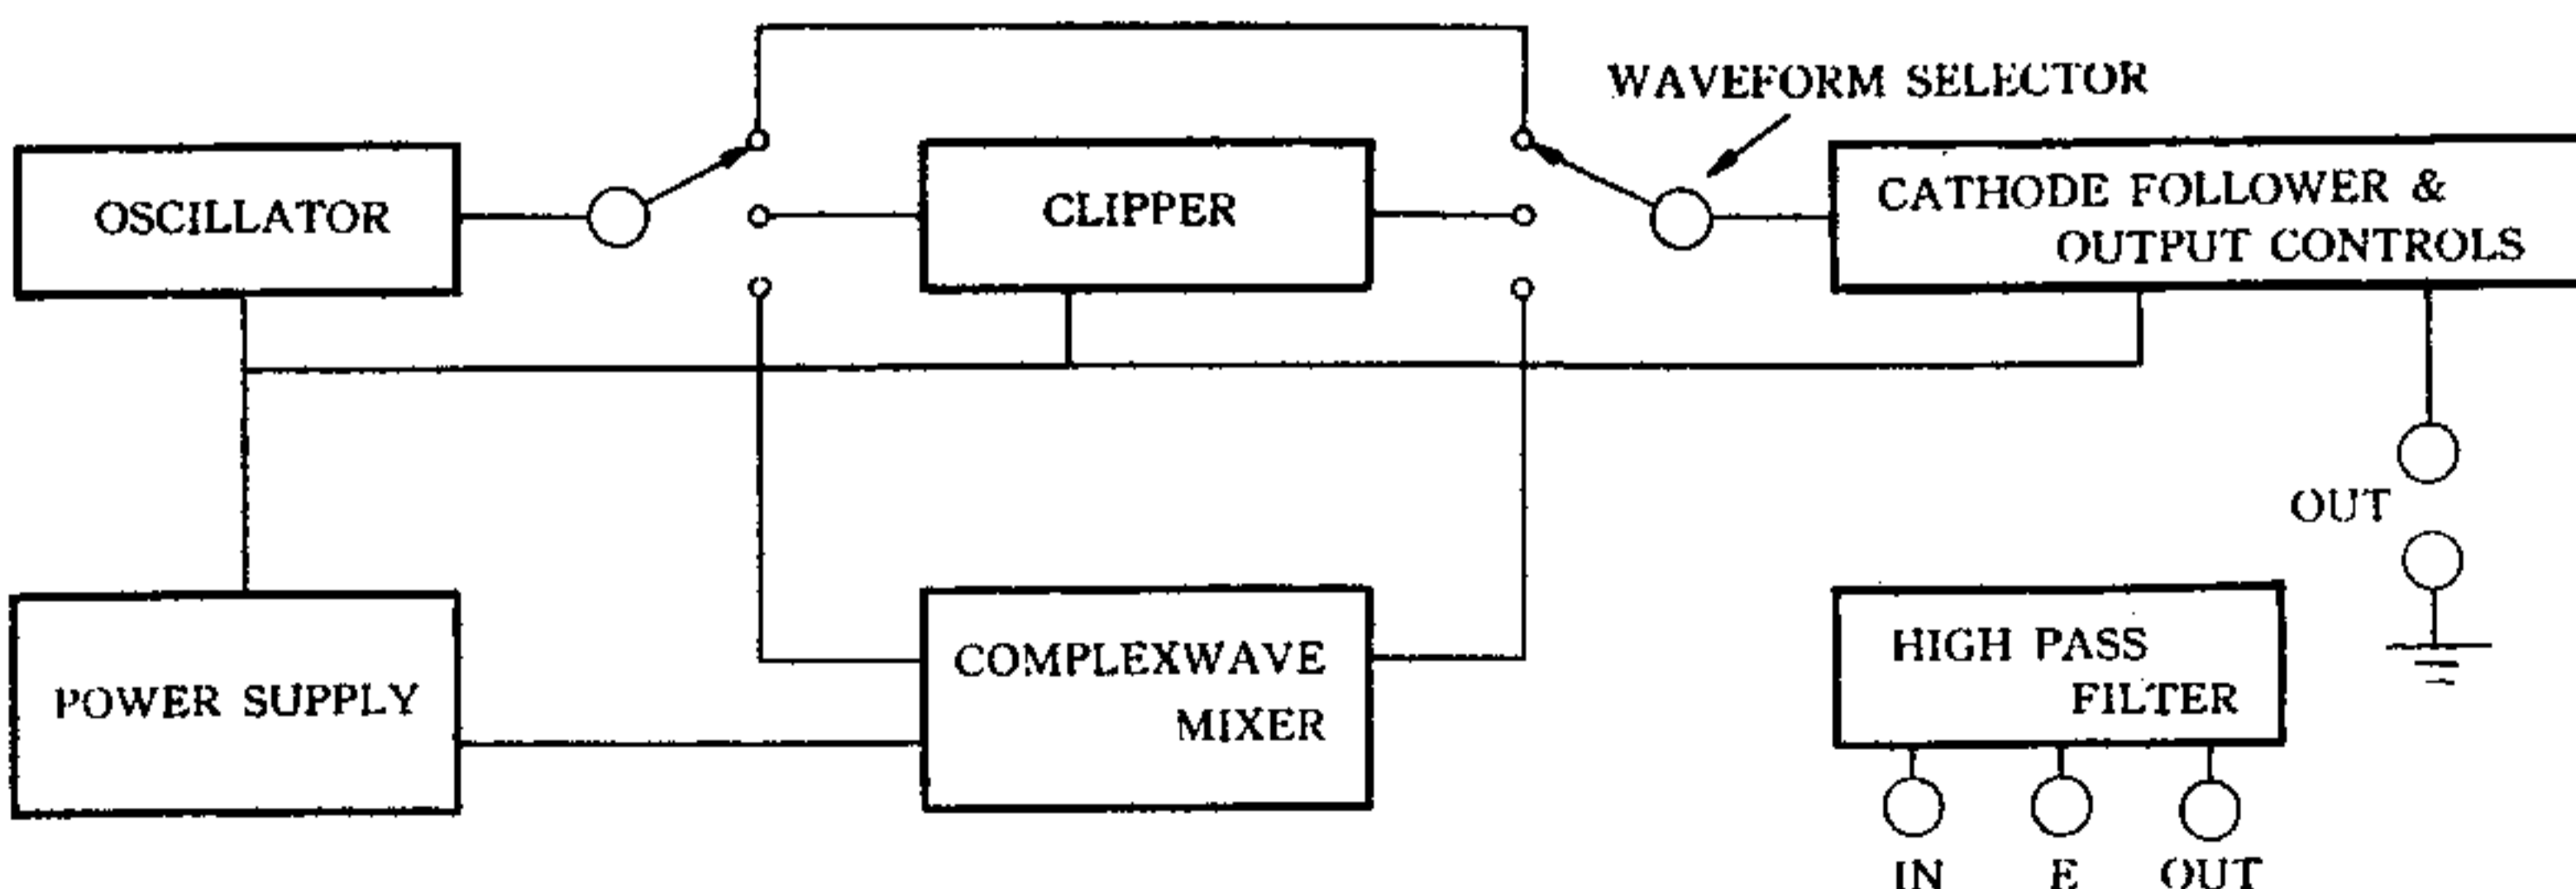 WAVEFORM SELECTOR
OSCILLATOR
CLIPPER
CATHODE FOLLOWER &
OUTPUT CONTROLS
OUT
POWER SUPPLY
COMPLEXWAVE
MIXER
HIGH PASS
FILTER
IN E OUT